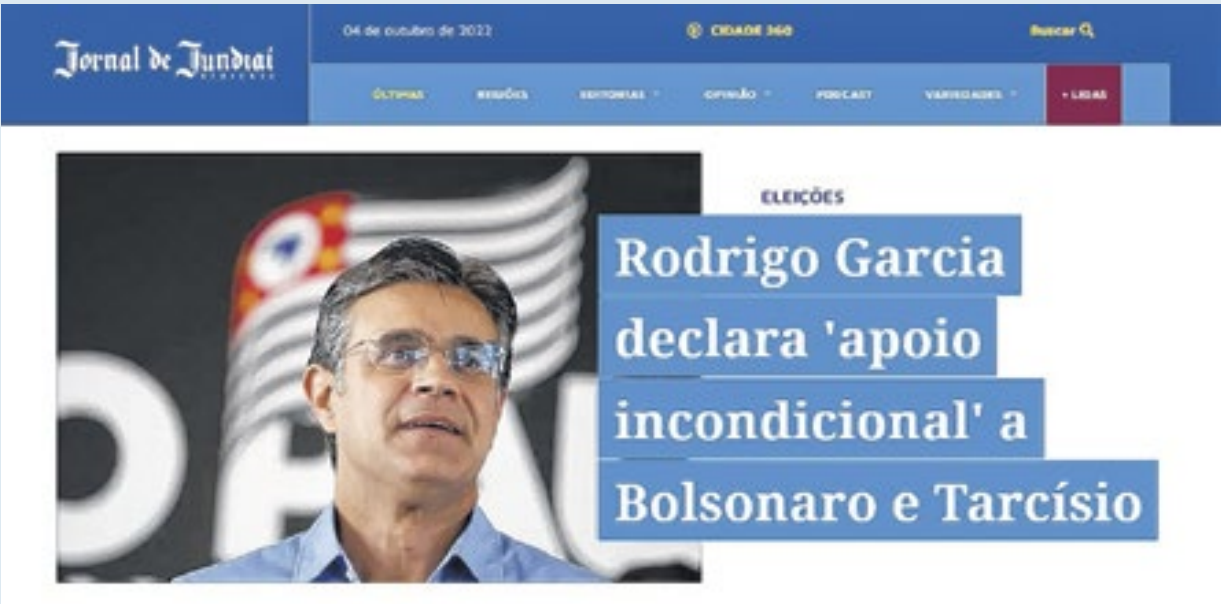 Jornal de Jundiaí
04 de outubro de 2022
CIDADE 360
Buscar
ÚLTIMAS
REGIÕES
EDITORIAS
OPINIÃO
PODCAST
VARIEDADES
+ LIDAS
ELEIÇÕES
Rodrigo Garcia
declara 'apoio
incondicional' a
Bolsonaro e Tarcísio